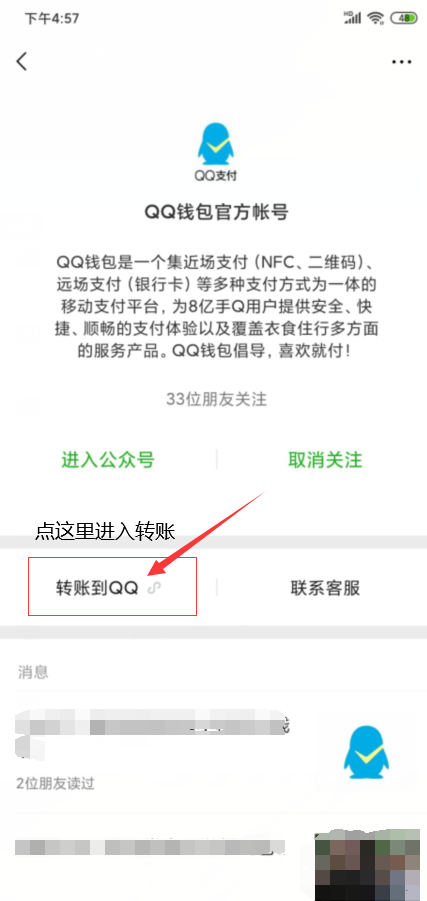 下午4:57
HD
48
QQ支付
QQ钱包官方帐号
QQ钱包是一个集近场支付（NFC、二维码）、
远场支付（银行卡）等多种支付方式为一体的
移动支付平台，为8亿手Q用户提供安全、快
捷、顺畅的支付体验以及覆盖衣食住行多方面
的服务产品。QQ钱包倡导，喜欢就付！
33位朋友关注
进入公众号
取消关注
点这里进入转账
转账到QQ
联系客服
消息
2位朋友读过